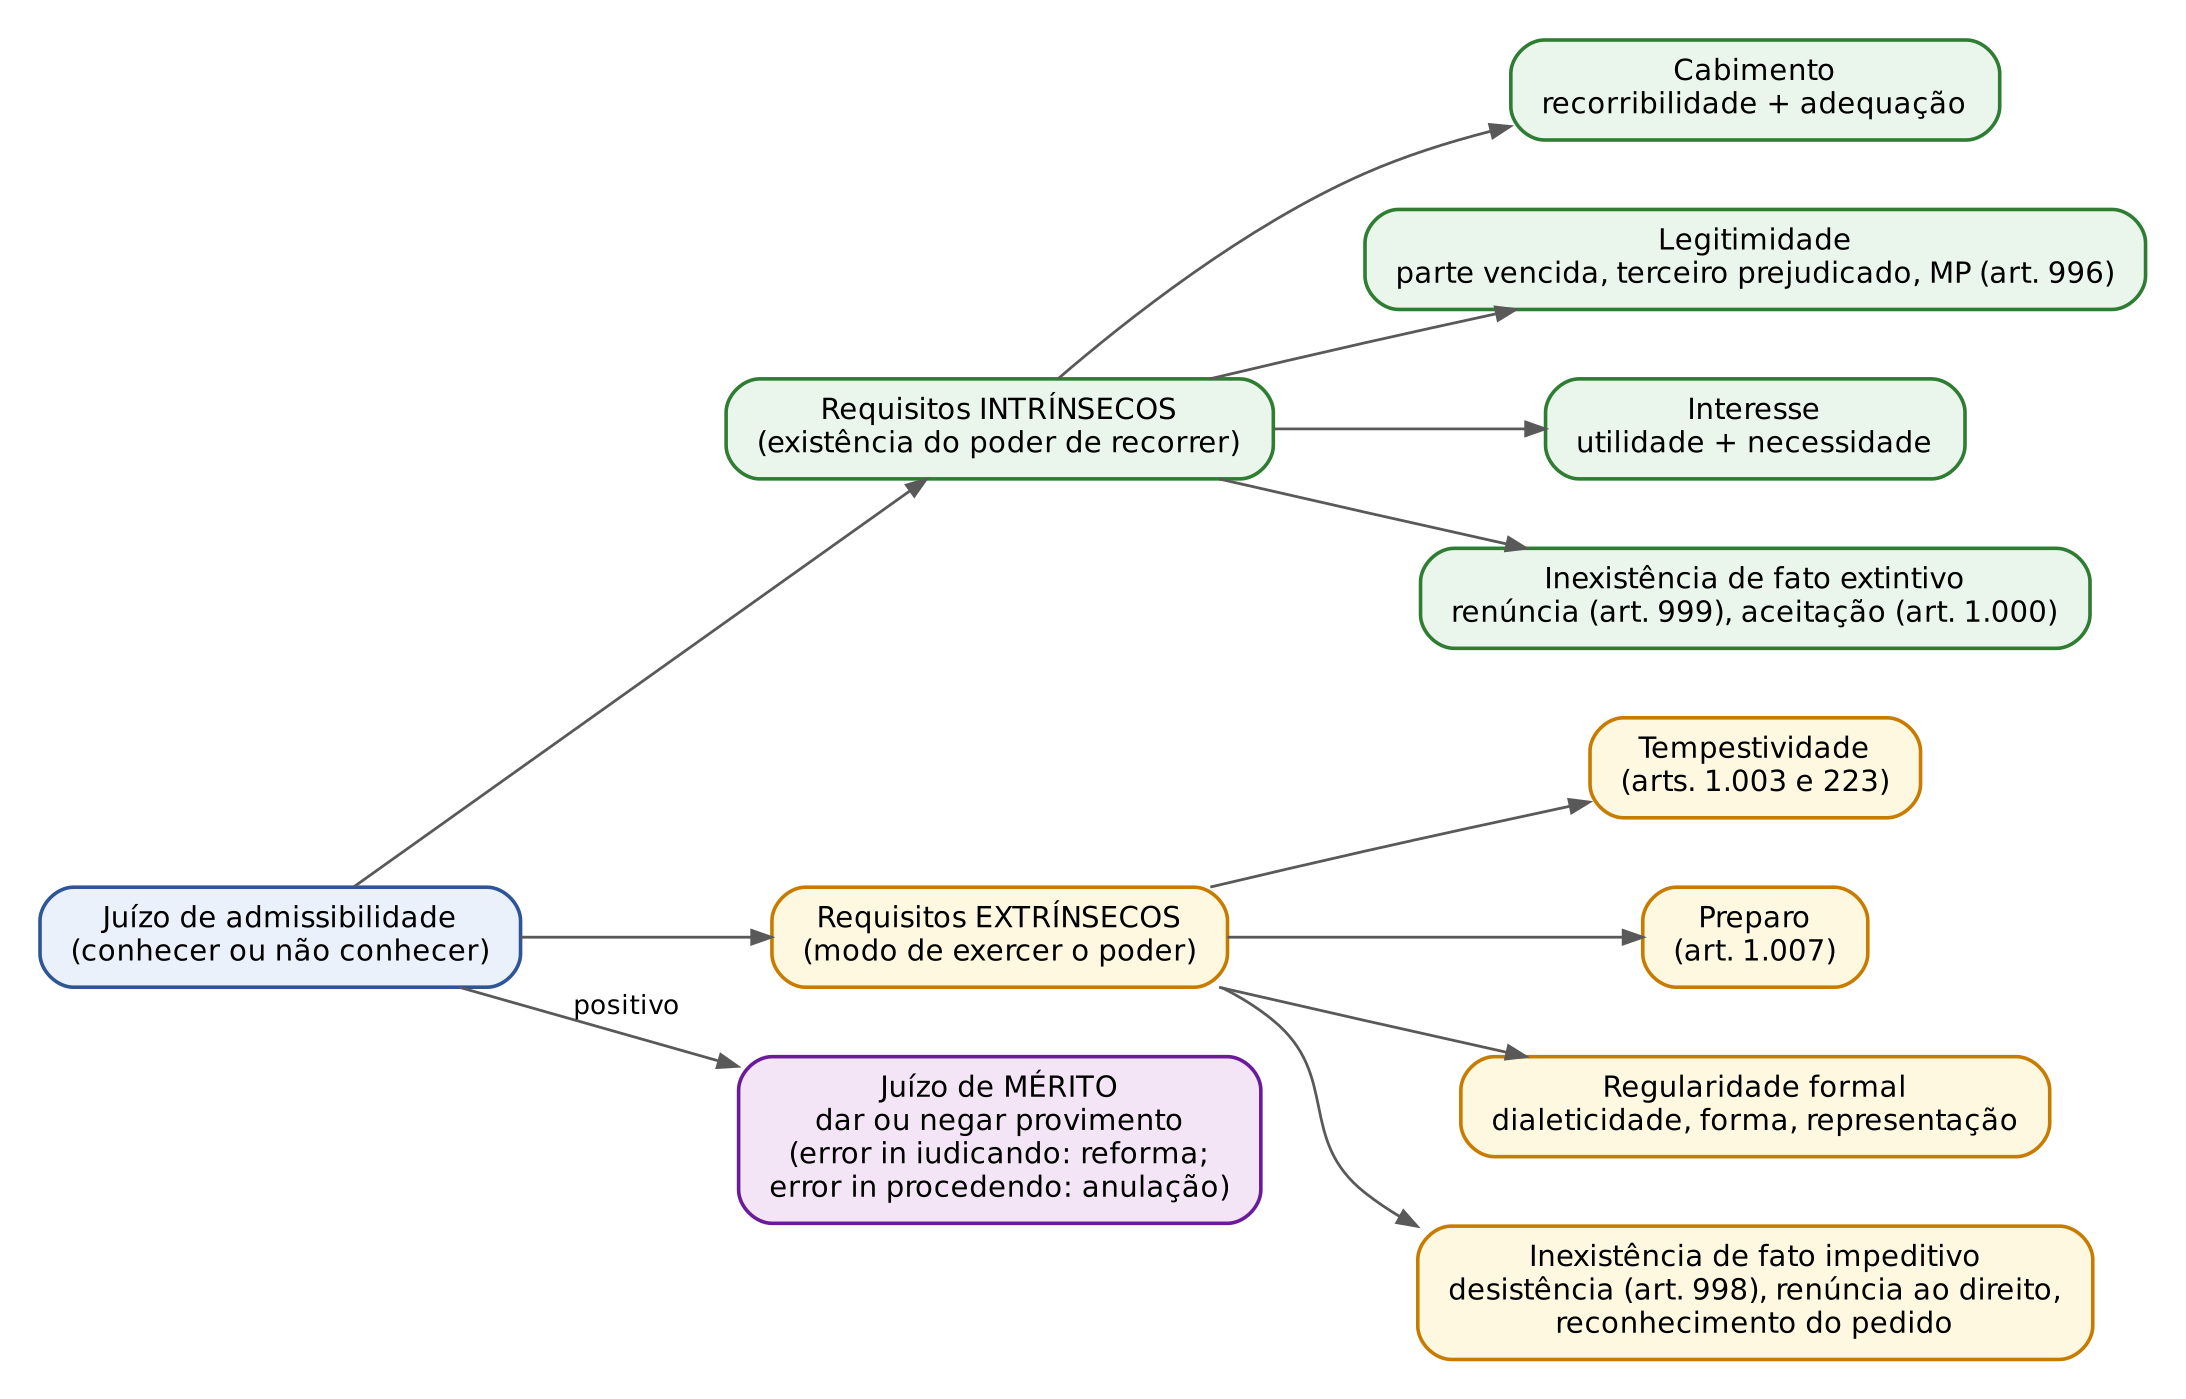 Cabimento
recorribilidade + adequação
Legitimidade
parte vencida, terceiro prejudicado, MP (art. 996)
Requisitos INTRÍNSECOS
(existência do poder de recorrer)
Interesse
utilidade + necessidade
Inexistência de fato extintivo
renúncia (art. 999), aceitação (art. 1.000)
Tempestividade
(arts. 1.003 e 223)
Juízo de admissibilidade
(conhecer ou não conhecer)
Requisitos EXTRÍNSECOS
(modo de exercer o poder)
Preparo
(art. 1.007)
positivo
Juízo de MÉRITO
dar ou negar provimento
(error in iudicando: reforma;
error in procedendo: anulação)
Regularidade formal
dialeticidade, forma, representação
Inexistência de fato impeditivo
desistência (art. 998), renúncia ao direito,
reconhecimento do pedido